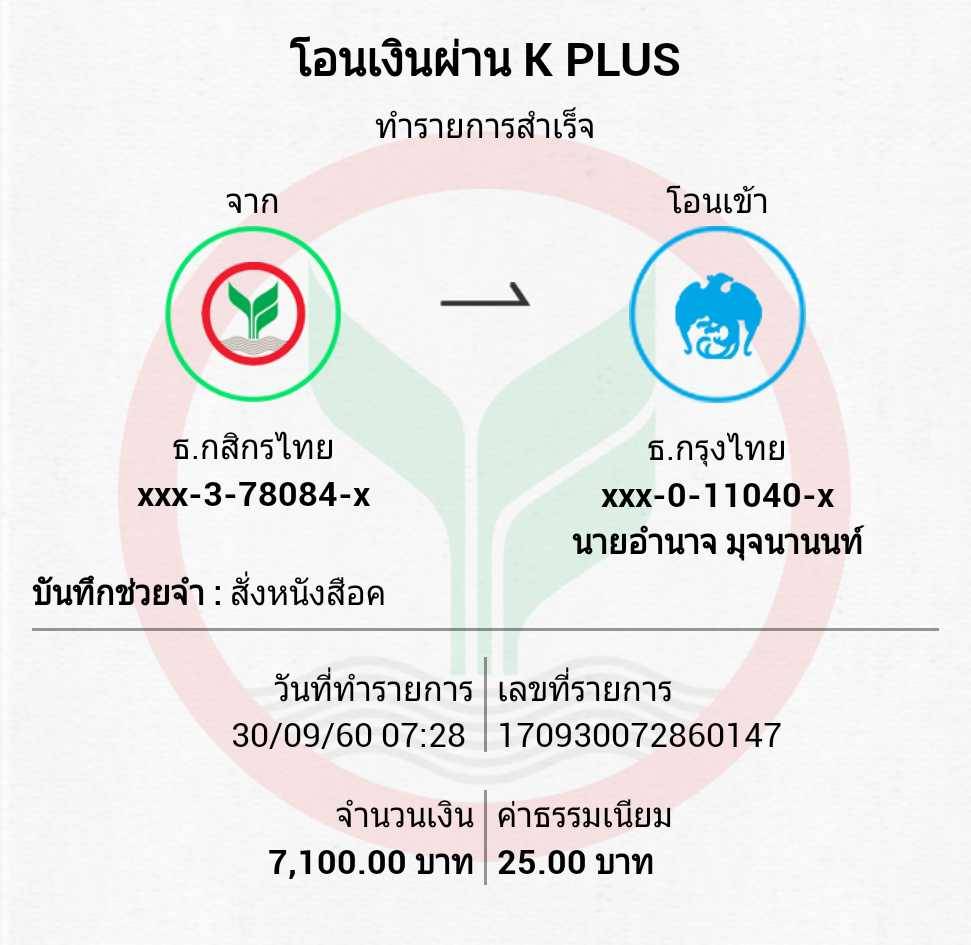 โอนเงินผ่าน K PLUS
ทำรายการสำเร็จ
จาก
โอนเข้า
ธ.กสิกรไทย
xxx-3-78084-x
ธ.กรุงไทย
xxx-0-11040-x
นายอำนาจ มุจนานนท์
บันทึกช่วยจำ : สั่งหนังสือค
วันที่ทำรายการ
30/09/60 07:28
เลขที่รายการ
170930072860147
จำนวนเงิน
7,100.00 บาท
ค่าธรรมเนียม
25.00 บาท